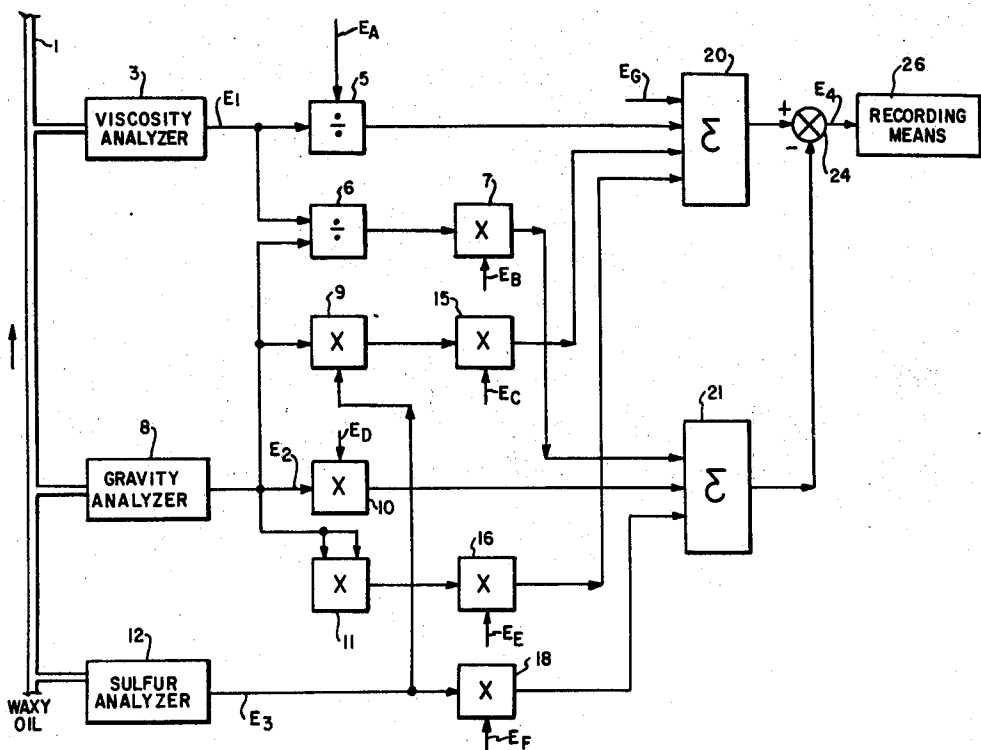 1
3
VISCOSITY
ANALYZER
E1
EA
5
÷
6
÷
7
X
EB
9
X
15
X
EC
8
GRAVITY
ANALYZER
E2
ED
X
10
X
11
16
X
EE
12
SULFUR
ANALYZER
E3
X
18
EF
WAXY
OIL
EG
20
Σ
21
Σ
+
-
24
E4
26
RECORDING
MEANS